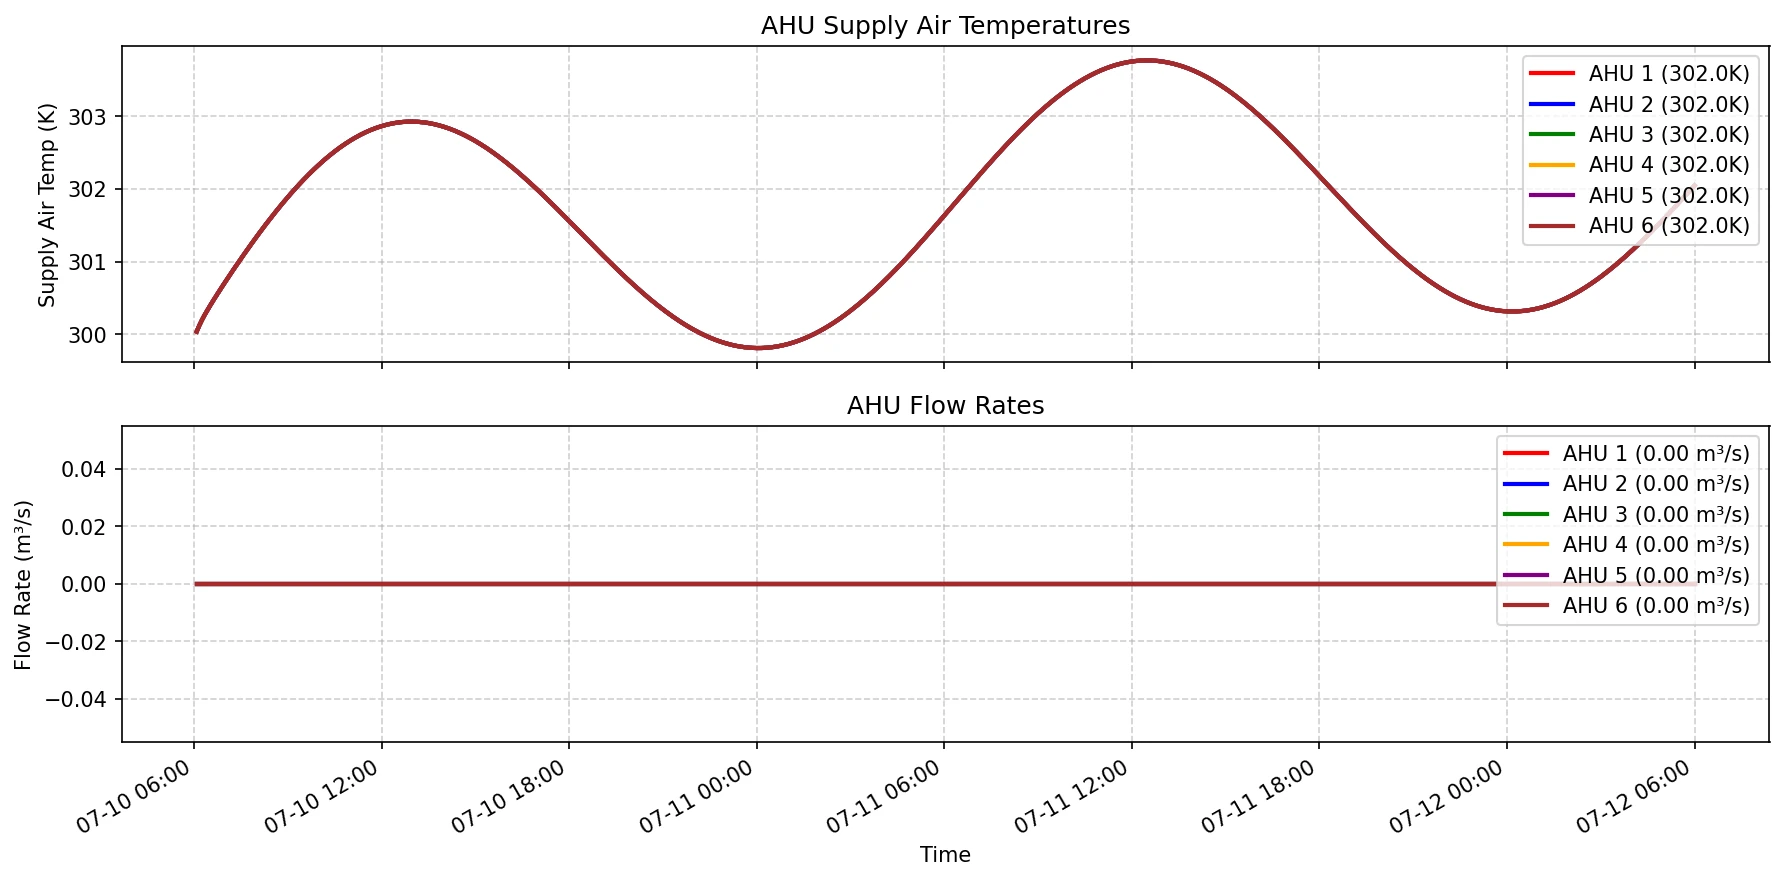 AHU Supply Air Temperatures
Supply Air Temp (K)
303
302
301
300
AHU 1 (302.0K)
AHU 2 (302.0K)
AHU 3 (302.0K)
AHU 4 (302.0K)
AHU 5 (302.0K)
AHU 6 (302.0K)
AHU Flow Rates
Flow Rate (m³/s)
0.04
0.02
0.00
−0.02
−0.04
AHU 1 (0.00 m³/s)
AHU 2 (0.00 m³/s)
AHU 3 (0.00 m³/s)
AHU 4 (0.00 m³/s)
AHU 5 (0.00 m³/s)
AHU 6 (0.00 m³/s)
07-10 06:00
07-10 12:00
07-10 18:00
07-11 00:00
07-11 06:00
07-11 12:00
07-11 18:00
07-12 00:00
07-12 06:00
Time